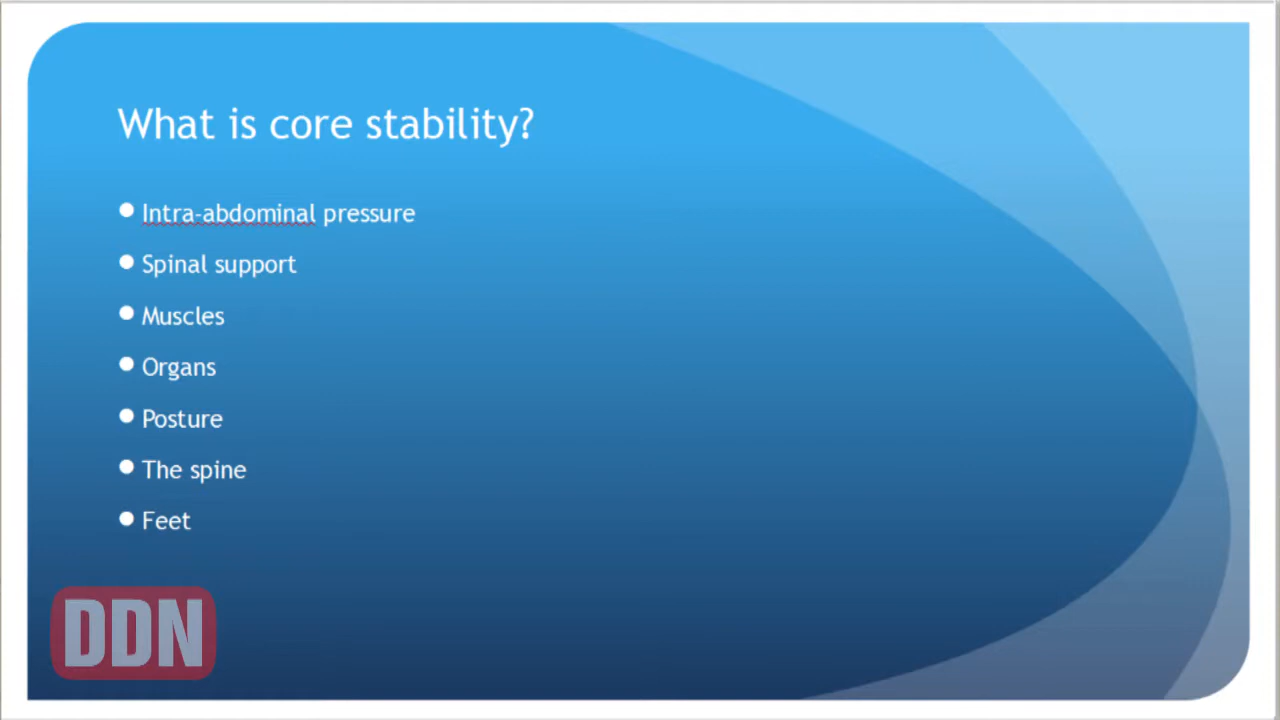 What is core stability?
Intra-abdominal pressure
Spinal support
Muscles
Organs
Posture
The spine
Feet
DDN